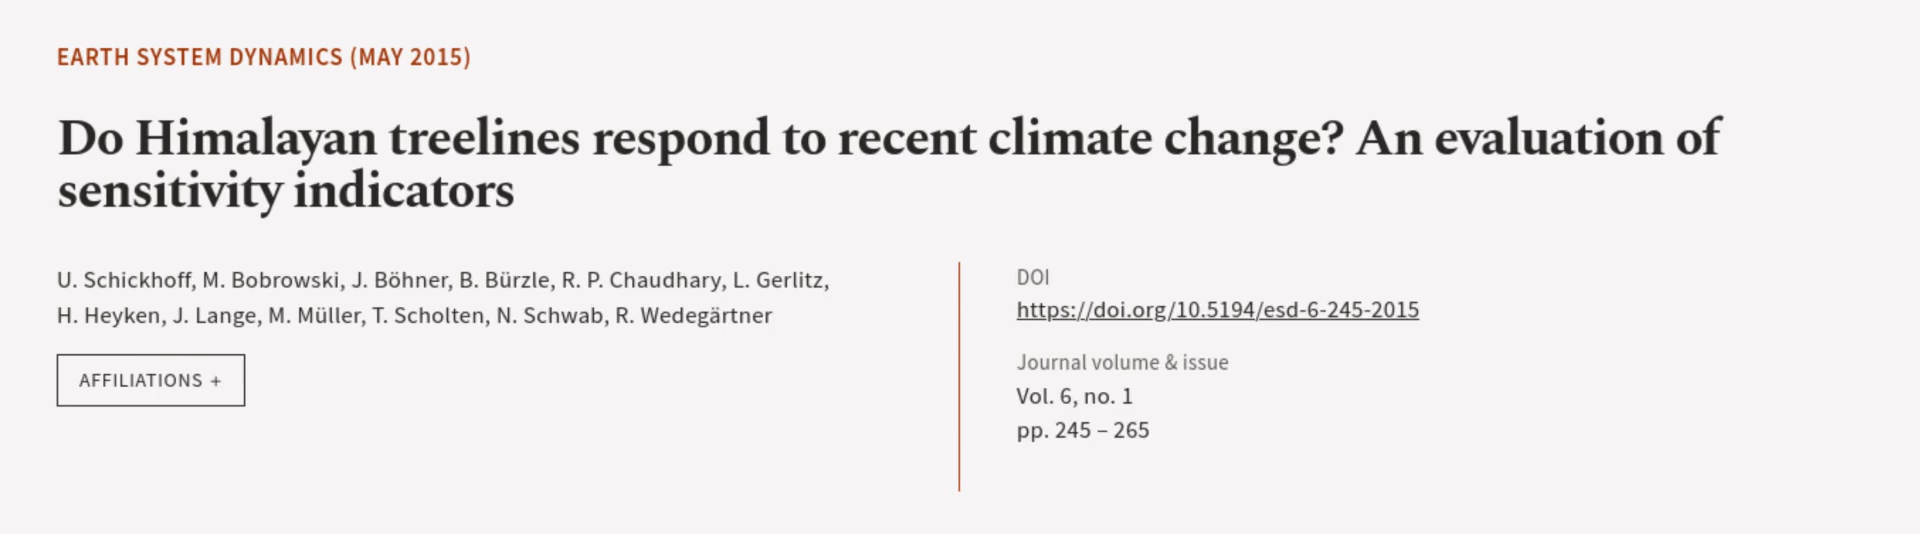 EARTH SYSTEM DYNAMICS (MAY 2015)
Do Himalayan treelines respond to recent climate change? An evaluation of
sensitivity indicators
U. Schickhoff, M. Bobrowski, J. Böhner, B. Bürzle, R. P. Chaudhary, L. Gerlitz,
H. Heyken, J. Lange, M. Müller, T. Scholten, N. Schwab, R. Wedegärtner
AFFILIATIONS +
DOI
https://doi.org/10.5194/esd-6-245-2015
Journal volume & issue
Vol. 6, no. 1
pp. 245 – 265